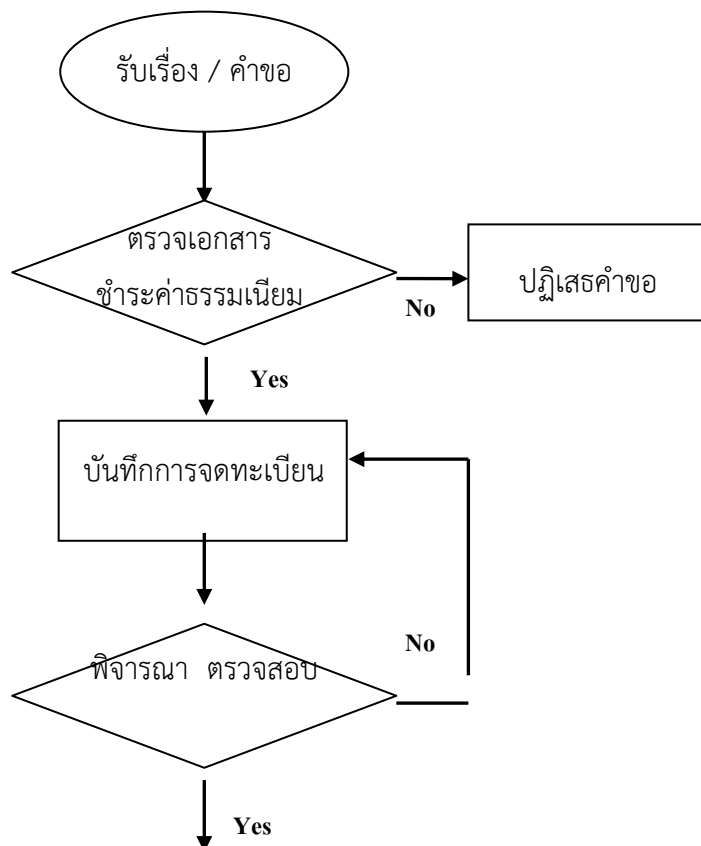 รับเรื่อง / คำขอ
ตรวจเอกสาร
ชำระค่าธรรมเนียม
No
ปฏิเสธคำขอ
Yes
บันทึกการจดทะเบียน
No
พิจารณา ตรวจสอบ
Yes